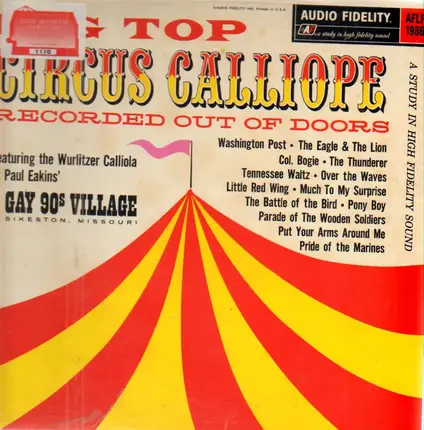 AUDIO FIDELITY®
A study in high fidelity sound
AFLP
1986
1170
G TOP
CIRCUS CALLIOPE
RECORDED OUT OF DOORS
eaturing the Wurlitzer Calliola
Paul Eakins'
GAY 90s VILLAGE
SIKESTON, MISSOURI
Washington Post • The Eagle & The Lion
Col. Bogie • The Thunderer
Tennessee Waltz • Over the Waves
Little Red Wing • Much To My Surprise
The Battle of the Bird • Pony Boy
Parade of The Wooden Soldiers
Put Your Arms Around Me
Pride of the Marines
A STUDY IN HIGH FIDELITY SOUND